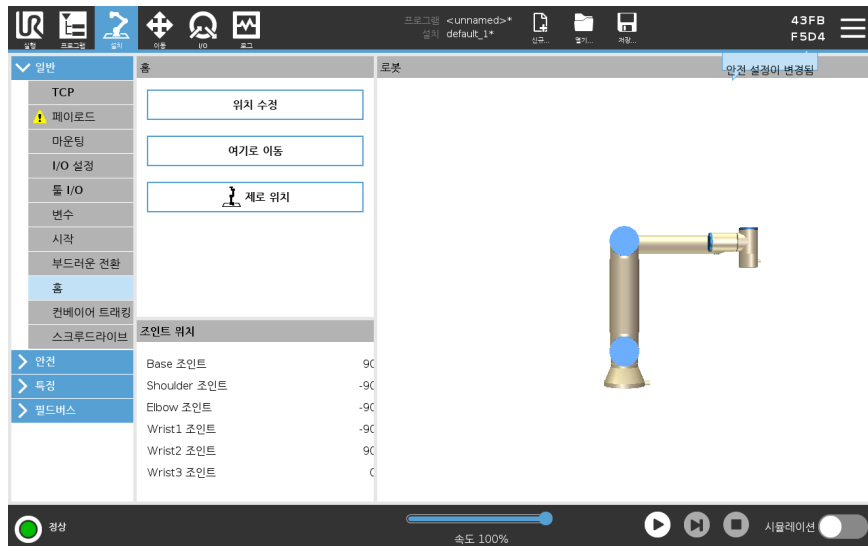 UR
실행
프로그램
설치
이동
I/O
로그
프로그램 <unnamed>*
설치 default_1*
신규...
열기...
저장...
43FB
F5D4
일반
홈
로봇
안전 설정이 변경됨
TCP
페이로드
마운팅
I/O 설정
툴 I/O
변수
시작
부드러운 전환
홈
컨베이어 트래킹
스크루드라이브
안전
특징
필드버스
위치 수정
여기로 이동
제로 위치
조인트 위치
Base 조인트 90
Shoulder 조인트 -90
Elbow 조인트 -90
Wrist1 조인트 -90
Wrist2 조인트 90
Wrist3 조인트 0
정상
속도 100%
시뮬레이션